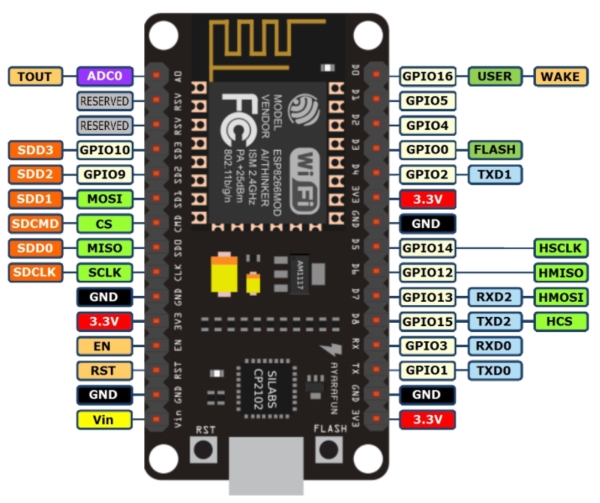 TOUT ADC0
RESERVED
RESERVED
SDD3 GPIO10
SDD2 GPIO9
SDD1 MOSI
SDCMD CS
SDD0 MISO
SDCLK SCLK
GND
3.3V
EN
RST
GND
Vin
A0
RSV
RSV
SD3
SD2
SD1
CMD
SD0
CLK
GND
3V3
EN
RST
GND
Vin
MODEL ESP8266MOD
VENDOR AI/THINKER
ISM 2.4GHz
PA +25dBm
802.11b/g/n
FC
Wi Fi
AM1117
SILABS
CP2102
AYARAFUN
RST
FLASH
D0
D1
D2
D3
D4
3V3
GND
D5
D6
D7
D8
RX
TX
GND
3V3
GPIO16 USER WAKE
GPIO5
GPIO4
GPIO0 FLASH
GPIO2 TXD1
3.3V
GND
GPIO14 HSCLK
GPIO12 HMISO
GPIO13 RXD2 HMOSI
GPIO15 TXD2 HCS
GPIO3 RXD0
GPIO1 TXD0
GND
3.3V